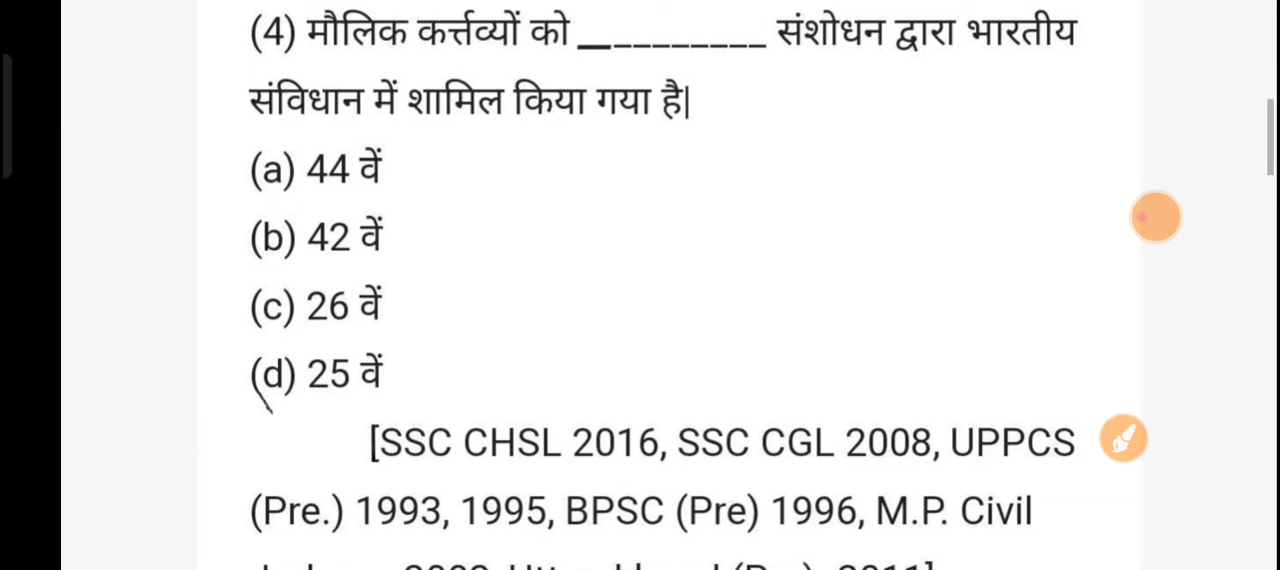 (4) मौलिक कर्त्तव्यों को __________ संशोधन द्वारा भारतीय
संविधान में शामिल किया गया है|
(a) 44 वें
(b) 42 वें
(c) 26 वें
(d) 25 वें
[SSC CHSL 2016, SSC CGL 2008, UPPCS
(Pre.) 1993, 1995, BPSC (Pre) 1996, M.P. Civil